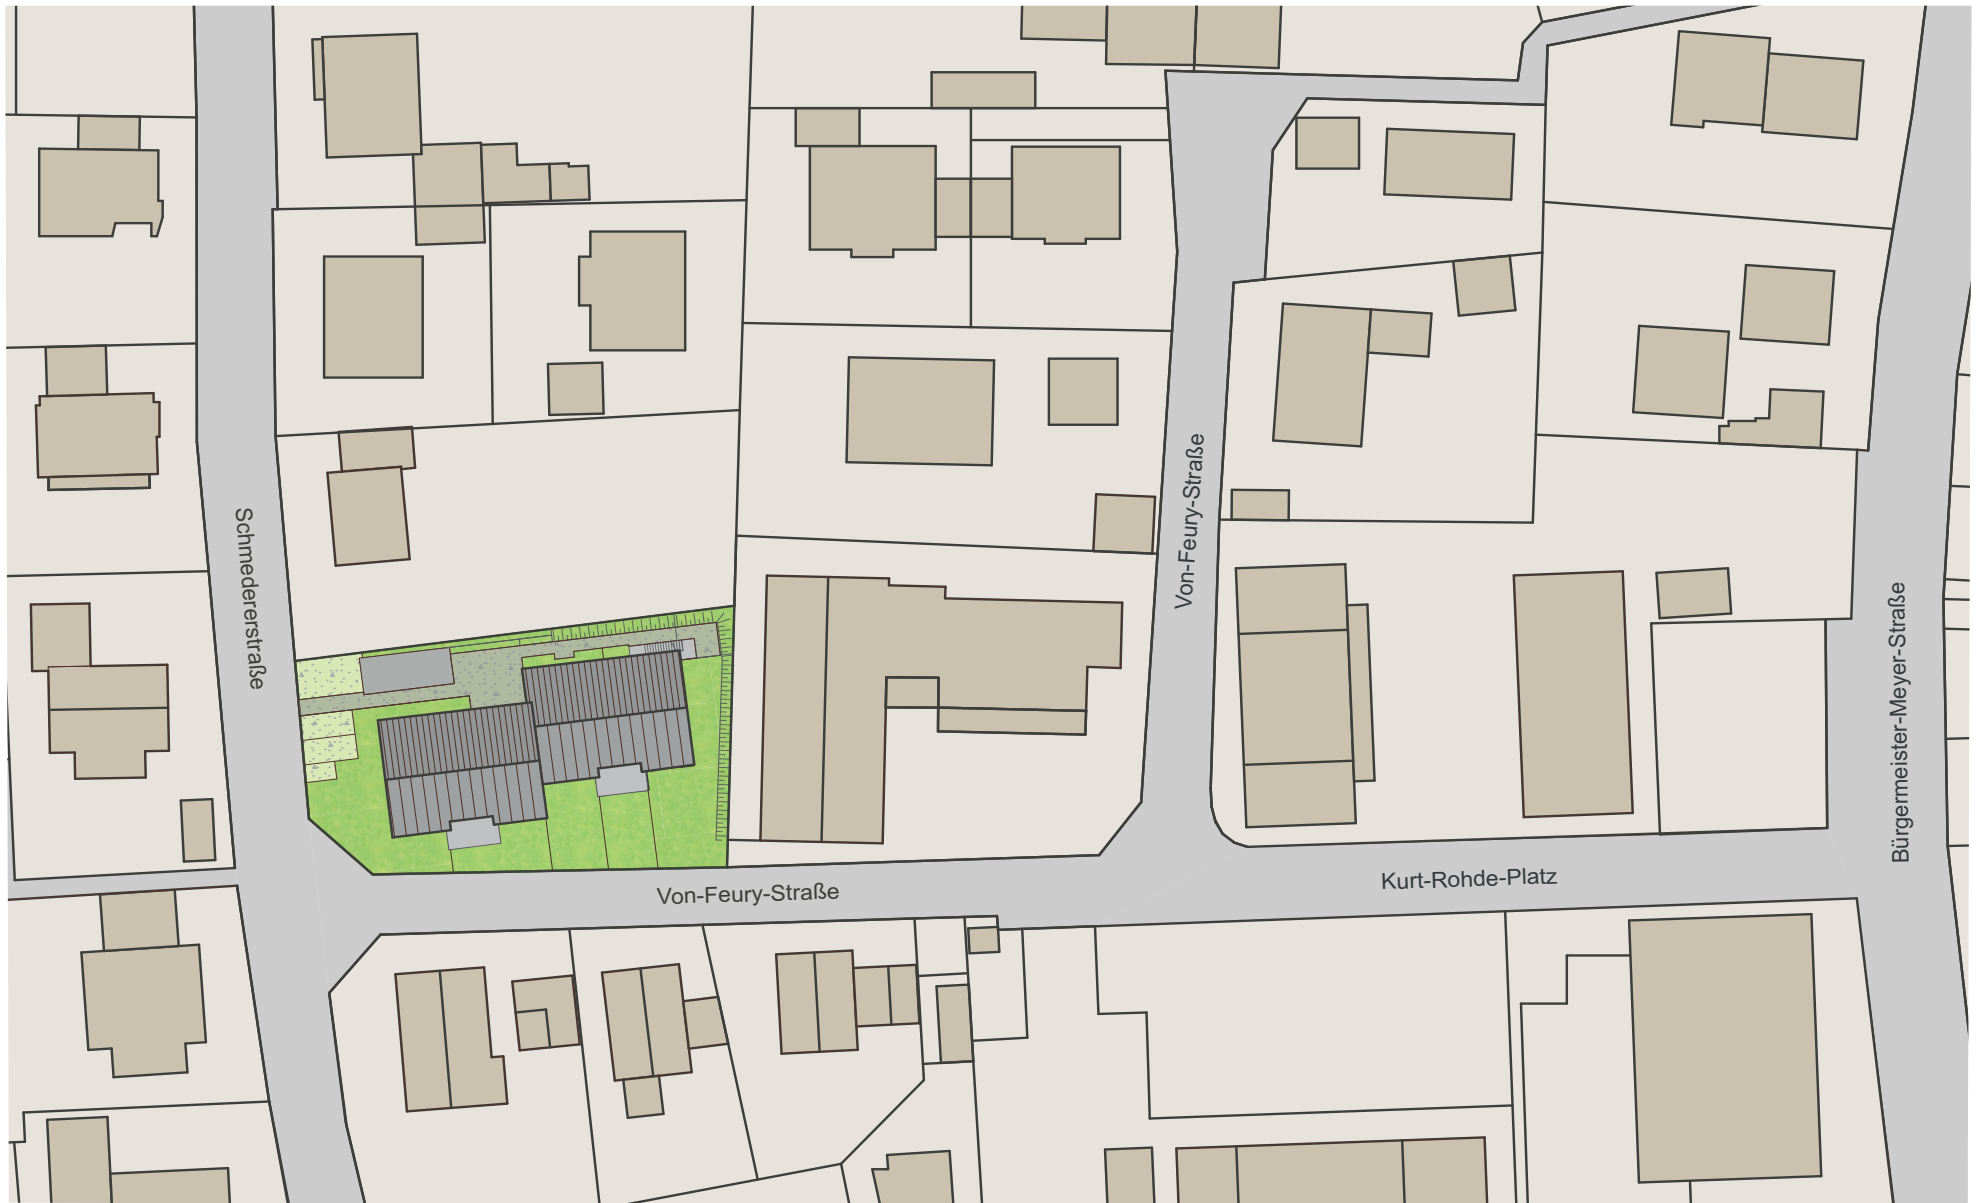 Schmedererstraße
Von-Feury-Straße
Von-Feury-Straße
Kurt-Rohde-Platz
Bürgermeister-Meyer-Straße